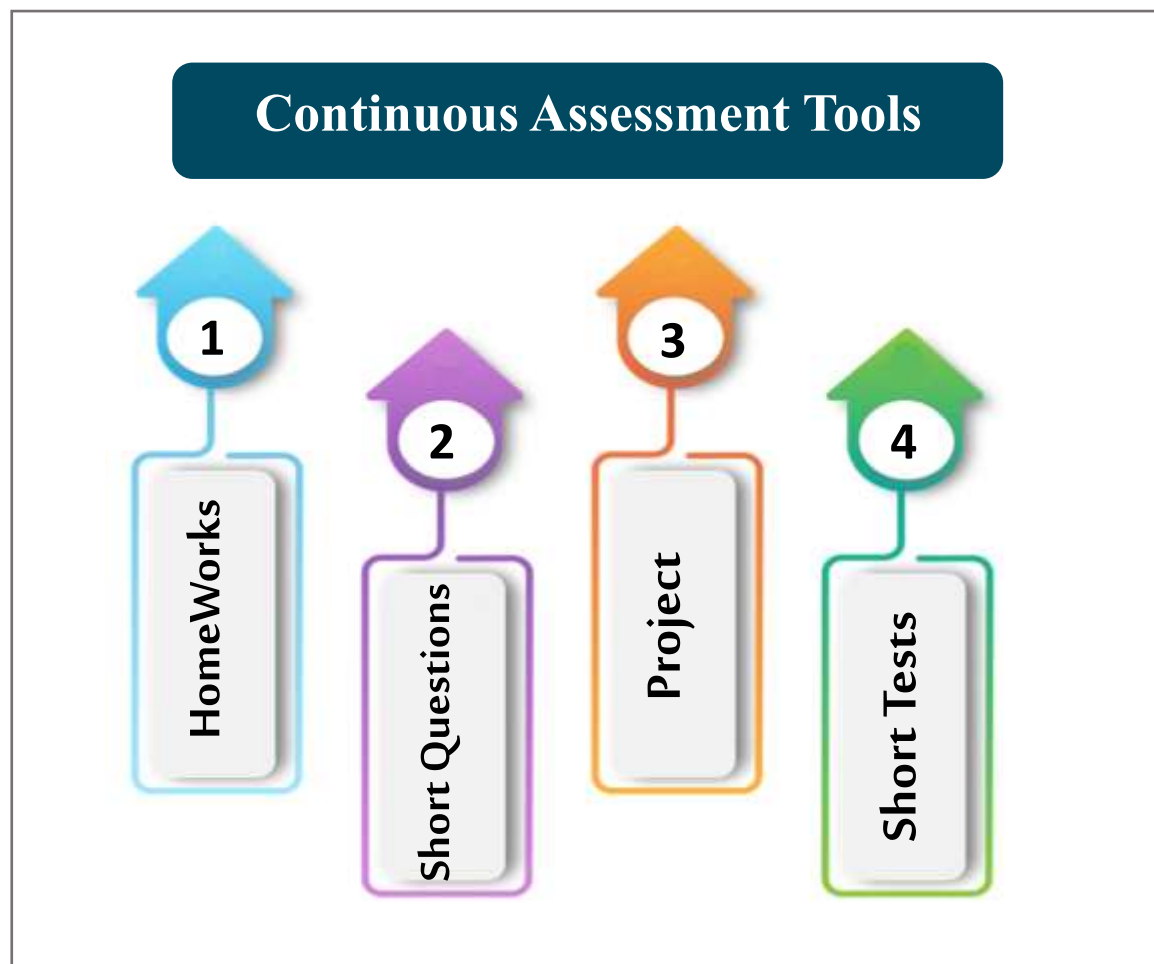 Continuous Assessment Tools
1
HomeWorks
2
Short Questions
3
Project
4
Short Tests